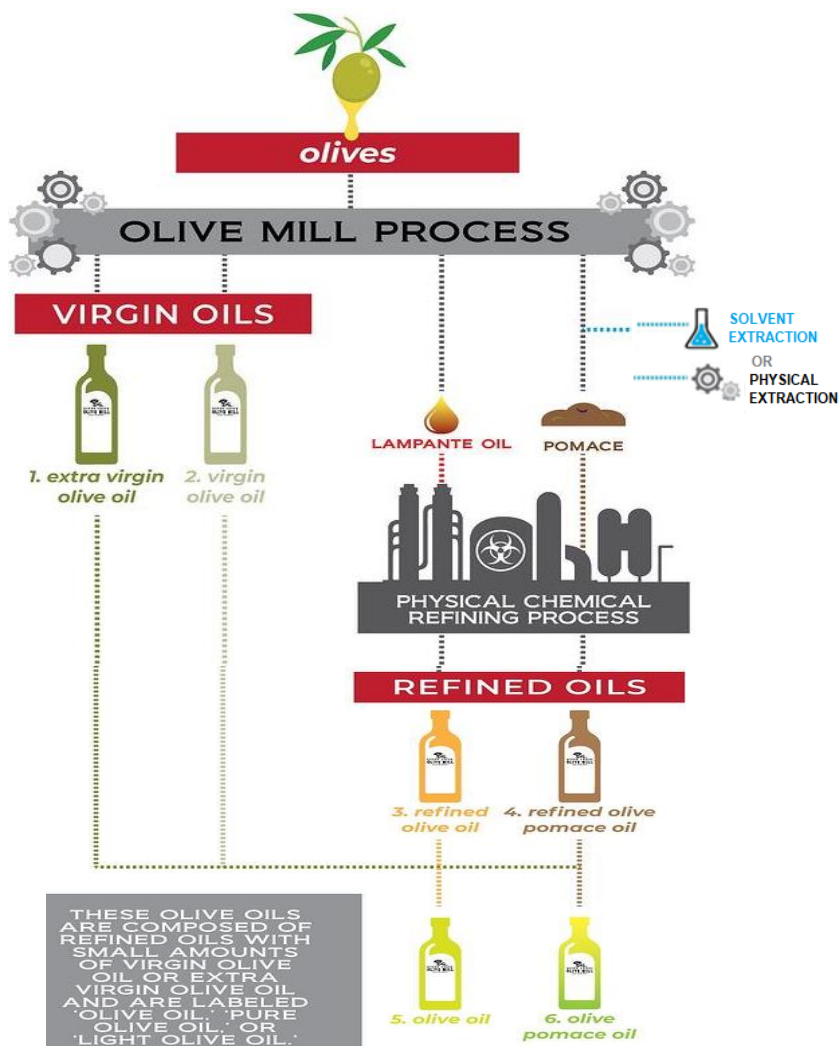 olives
OLIVE MILL PROCESS
VIRGIN OILS
SOLVENT
EXTRACTION
OR
PHYSICAL
EXTRACTION
LAMPANTE OIL
POMACE
1. extra virgin
olive oil
2. virgin
olive oil
PHYSICAL CHEMICAL
REFINING PROCESS
REFINED OILS
3. refined
olive oil
4. refined olive
pomace oil
THESE OLIVE OILS
ARE COMPOSED OF
REFINED OILS WITH
SMALL AMOUNTS
OF VIRGIN OLIVE
OIL OR EXTRA
VIRGIN OLIVE OIL
AND ARE LABELED
'OLIVE OIL,' 'PURE
OLIVE OIL,' OR
'LIGHT OLIVE OIL.'
5. olive oil
6. olive
pomace oil